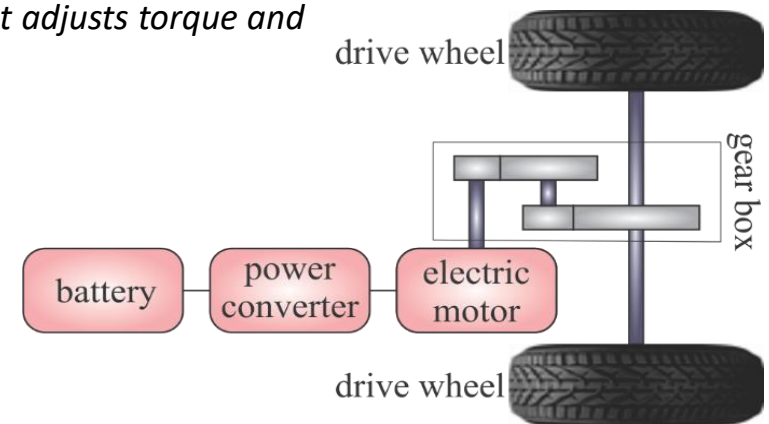 t adjusts torque and
drive wheel
gear box
battery
power
converter
electric
motor
drive wheel